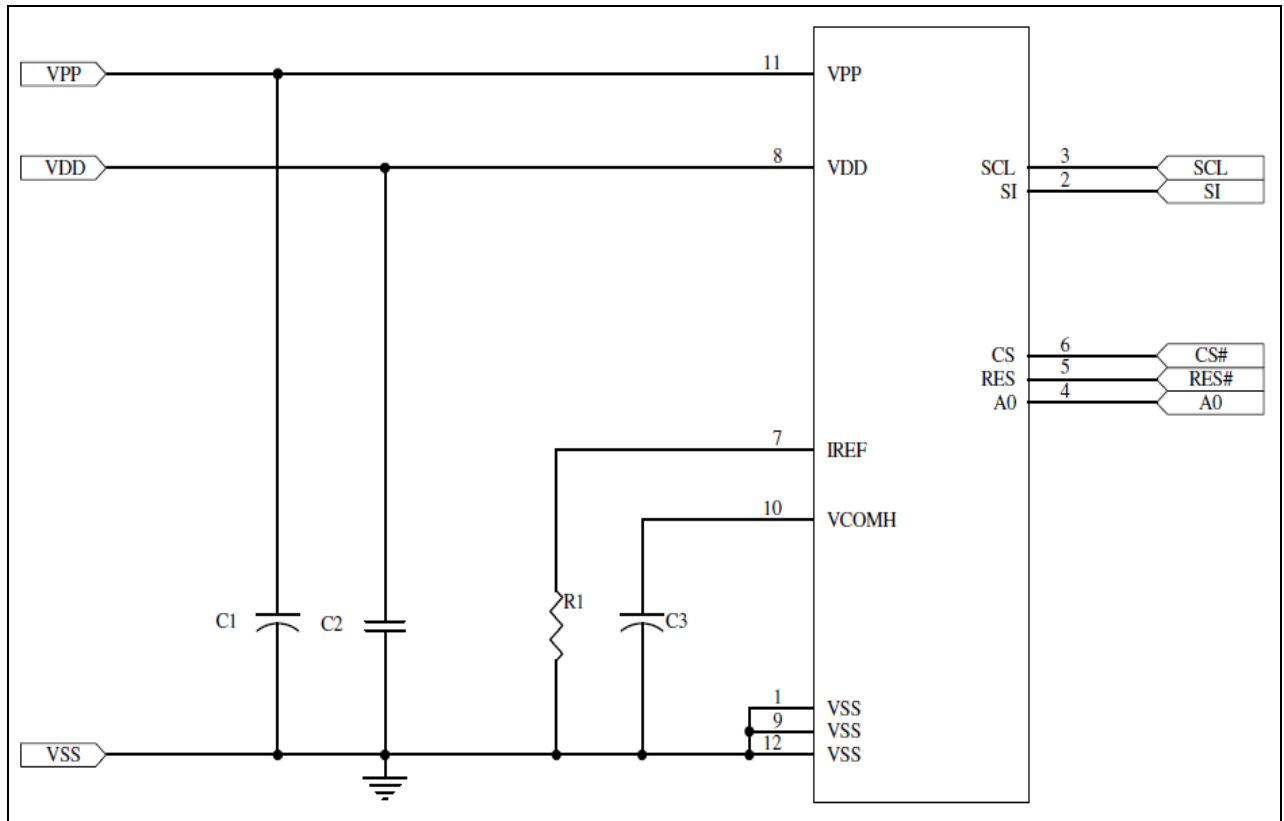 VPP 11 VPP
VDD 8 VDD SCL 3 SCL
SI 2 SI
CS 6 CS#
RES 5 RES#
A0 4 A0
7 IREF
10 VCOMH
C1 C2 R1 C3
1 VSS
9 VSS
VSS 12 VSS